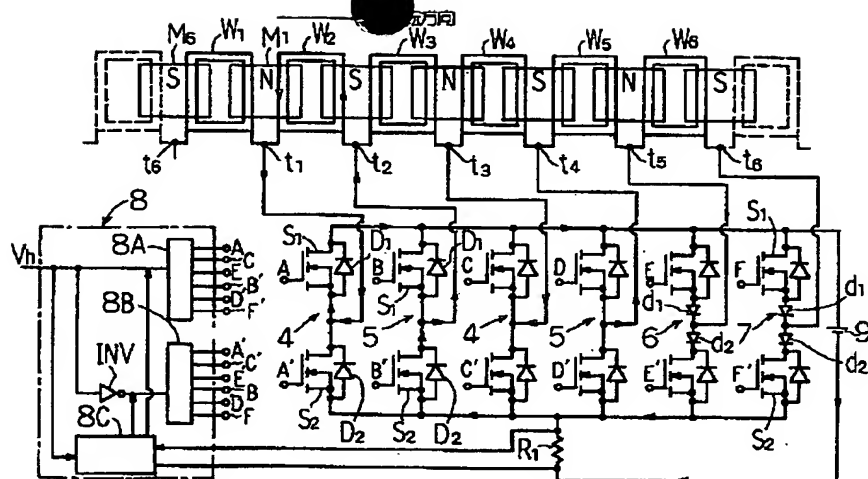 方向
M6 W1 M1 W2 W3 W4 W5 W6
S N S N S N S
t6 t1 t2 t3 t4 t5 t6
8
Vh 8A
A
C
E
B'
D'
F'
8B
A'
C'
E'
B
D
F
INV
8C
S1 D1 D1 S1
A B C D E F
S1 d1 d1
4 5 4 5 6 7 9
d2 d2
A' B' C' D' E' F'
S2 D2 S2 D2 S2
R1